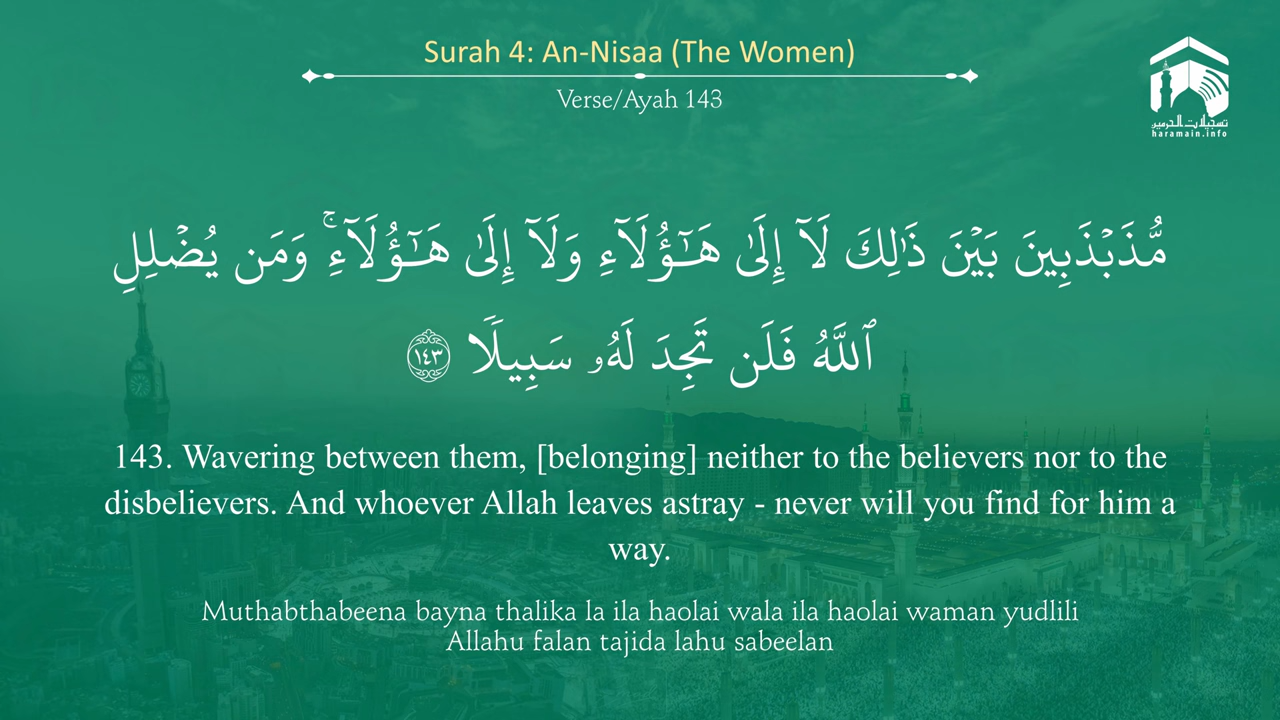 Surah 4: An-Nisaa (The Women)
Verse/Ayah 143
تسجيلات الحرمين
haramain.info
مُّذَبۡذَبِينَ بَيۡنَ ذَٰلِكَ لَآ إِلَىٰ هَـٰٓؤُلَآءِ وَلَآ إِلَىٰ هَـٰٓؤُلَآءِۚ وَمَن يُضۡلِلِ
ٱللَّهُ فَلَن تَجِدَ لَهُۥ سَبِيلًا ١٤٣
143. Wavering between them, [belonging] neither to the believers nor to the
disbelievers. And whoever Allah leaves astray - never will you find for him a
way.
Muthabthabeena bayna thalika la ila haolai wala ila haolai waman yudlili
Allahu falan tajida lahu sabeelan